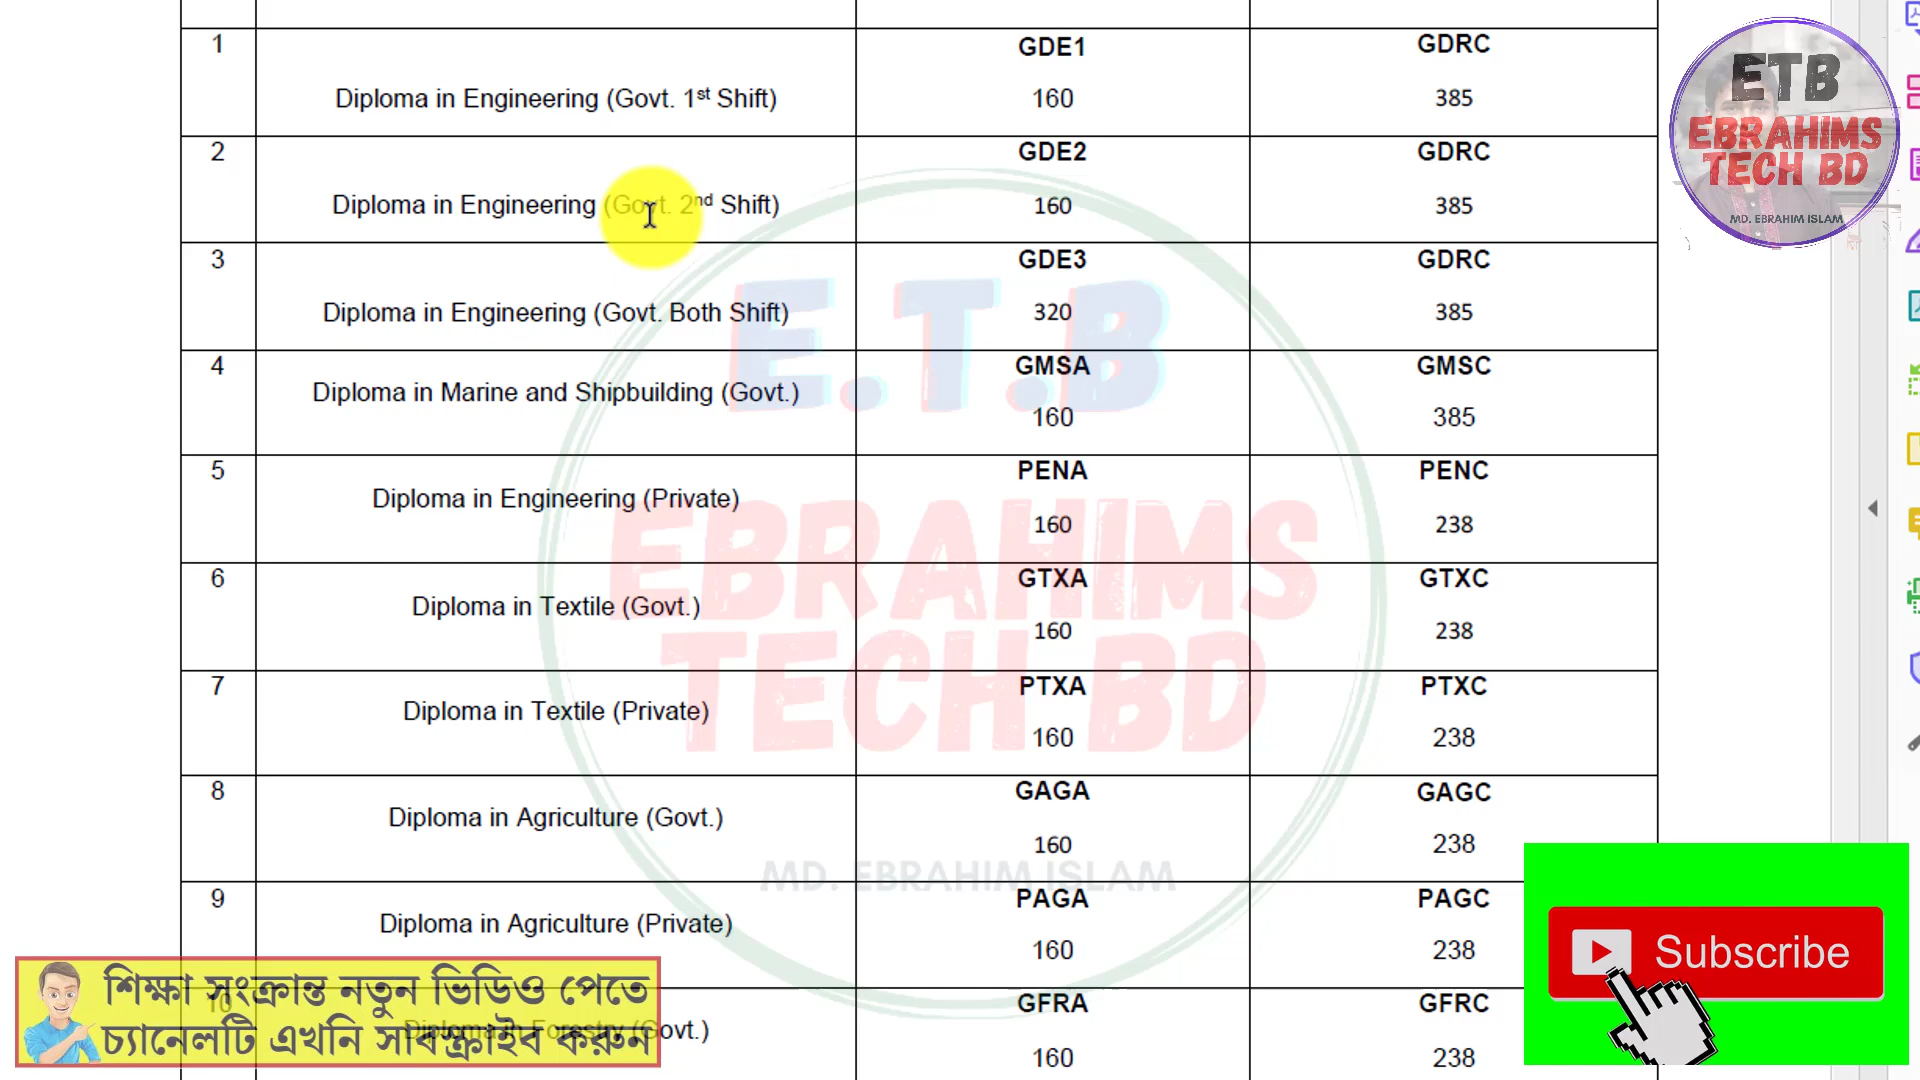 1
GDE1
GDRC
Diploma in Engineering (Govt. 1st Shift)
160
385
2
GDE2
GDRC
Diploma in Engineering (Govt. 2nd Shift)
160
385
3
GDE3
GDRC
Diploma in Engineering (Govt. Both Shift)
320
385
4
GMSA
GMSC
Diploma in Marine and Shipbuilding (Govt.)
160
385
5
PENA
PENC
Diploma in Engineering (Private)
160
238
6
GTXA
GTXC
Diploma in Textile (Govt.)
160
238
7
PTXA
PTXC
Diploma in Textile (Private)
160
238
8
GAGA
GAGC
Diploma in Agriculture (Govt.)
160
238
9
PAGA
PAGC
Diploma in Agriculture (Private)
160
238
10
GFRA
GFRC
Diploma in Forestry (Govt.)
160
238
ETB
EBRAHIMS
TECH BD
MD. EBRAHIM ISLAM
E.T.B
EBRAHIMS
TECH BD
MD. EBRAHIM ISLAM
শিক্ষা সংক্রান্ত নতুন ভিডিও পেতে
চ্যানেলটি এখনি সাবস্ক্রাইব করুন
Subscribe